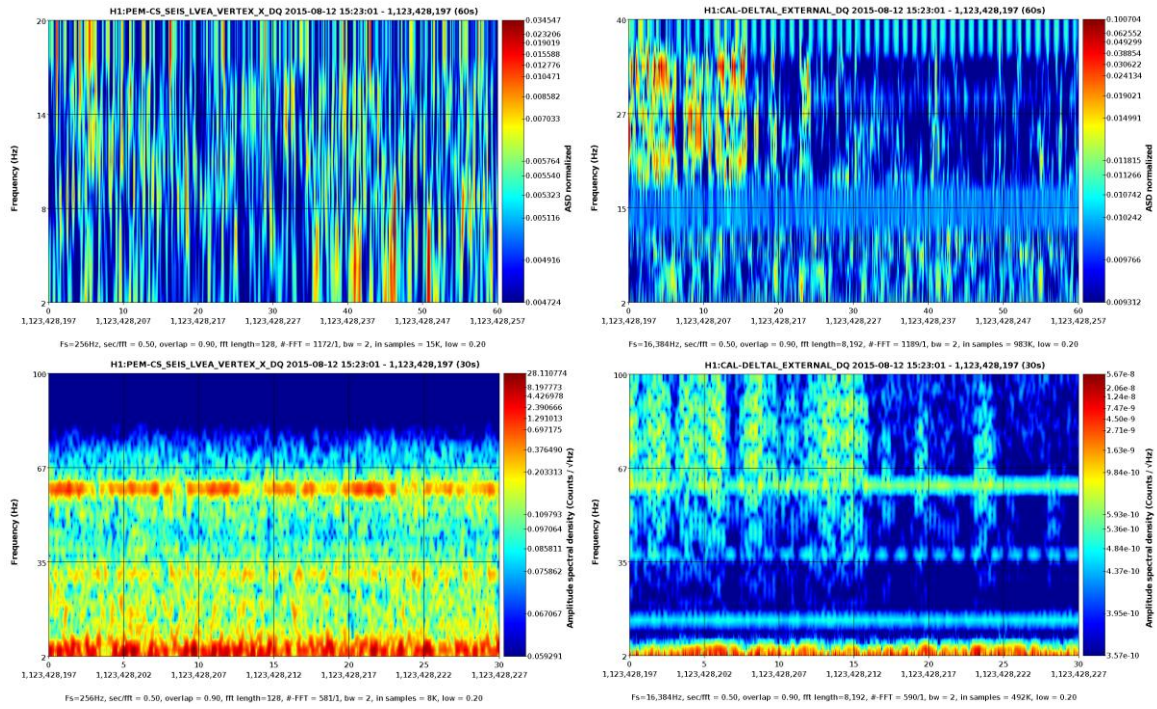 H1:PEM-CS_SEIS_LVEA_VERTEX_X_DQ 2015-08-12 15:23:01 - 1,123,428,197 (60s)
20
14
8
2
Frequency (Hz)
0 10 20 30 40 50 60
1,123,428,197 1,123,428,207 1,123,428,217 1,123,428,227 1,123,428,237 1,123,428,247 1,123,428,257
0.034547
0.023206
0.019019
0.015588
0.012776
0.010471
0.008582
0.007033
0.005764
0.005540
0.005323
0.005116
0.004916
0.004724
ASD normalized
Fs=256Hz, sec/fft = 0.50, overlap = 0.90, fft length=128, #-FFT = 1172/1, bw = 2, in samples = 15K, low = 0.20
H1:CAL-DELTAL_EXTERNAL_DQ 2015-08-12 15:23:01 - 1,123,428,197 (60s)
40
27
15
2
Frequency (Hz)
0 10 20 30 40 50 60
1,123,428,197 1,123,428,207 1,123,428,217 1,123,428,227 1,123,428,237 1,123,428,247 1,123,428,257
0.100704
0.062552
0.049299
0.038854
0.030622
0.024134
0.019021
0.014991
0.011815
0.011266
0.010742
0.010242
0.009766
0.009312
ASD normalized
Fs=16,384Hz, sec/fft = 0.50, overlap = 0.90, fft length=8,192, #-FFT = 1189/1, bw = 2, in samples = 983K, low = 0.20
H1:PEM-CS_SEIS_LVEA_VERTEX_X_DQ 2015-08-12 15:23:01 - 1,123,428,197 (30s)
100
67
35
2
Frequency (Hz)
0 5 10 15 20 25 30
1,123,428,197 1,123,428,202 1,123,428,207 1,123,428,212 1,123,428,217 1,123,428,222 1,123,428,227
28.110774
8.197773
4.426978
2.390666
1.291013
0.697175
0.376490
0.203313
0.109793
0.097064
0.085811
0.075862
0.067067
0.059291
Amplitude spectral density (Counts / √Hz)
Fs=256Hz, sec/fft = 0.50, overlap = 0.90, fft length=128, #-FFT = 581/1, bw = 2, in samples = 8K, low = 0.20
H1:CAL-DELTAL_EXTERNAL_DQ 2015-08-12 15:23:01 - 1,123,428,197 (30s)
100
67
35
2
Frequency (Hz)
0 5 10 15 20 25 30
1,123,428,197 1,123,428,202 1,123,428,207 1,123,428,212 1,123,428,217 1,123,428,222 1,123,428,227
5.67e-8
2.06e-8
1.24e-8
7.47e-9
4.50e-9
2.71e-9
1.63e-9
9.84e-10
5.93e-10
5.36e-10
4.84e-10
4.37e-10
3.95e-10
3.57e-10
Amplitude spectral density (Counts / √Hz)
Fs=16,384Hz, sec/fft = 0.50, overlap = 0.90, fft length=8,192, #-FFT = 590/1, bw = 2, in samples = 492K, low = 0.20